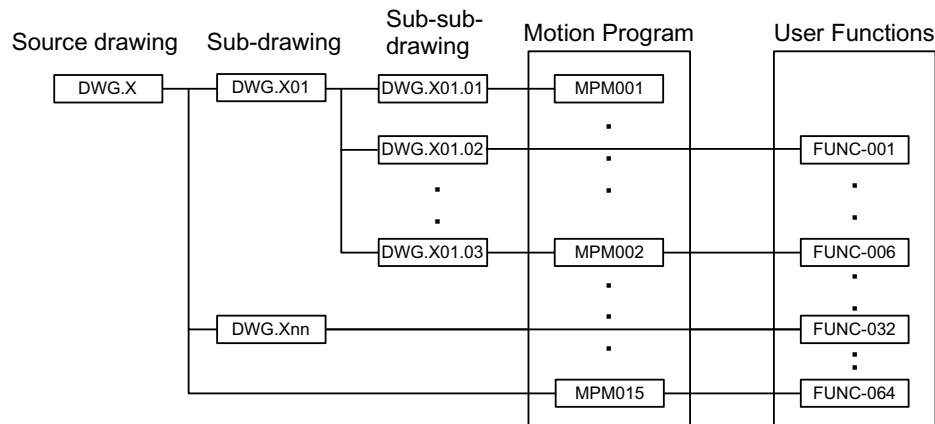 Source drawing
Sub-drawing
Sub-sub-
drawing
Motion Program
User Functions
DWG.X
DWG.X01
DWG.X01.01
MPM001
DWG.X01.02
FUNC-001
DWG.X01.03
MPM002
FUNC-006
DWG.Xnn
FUNC-032
MPM015
FUNC-064